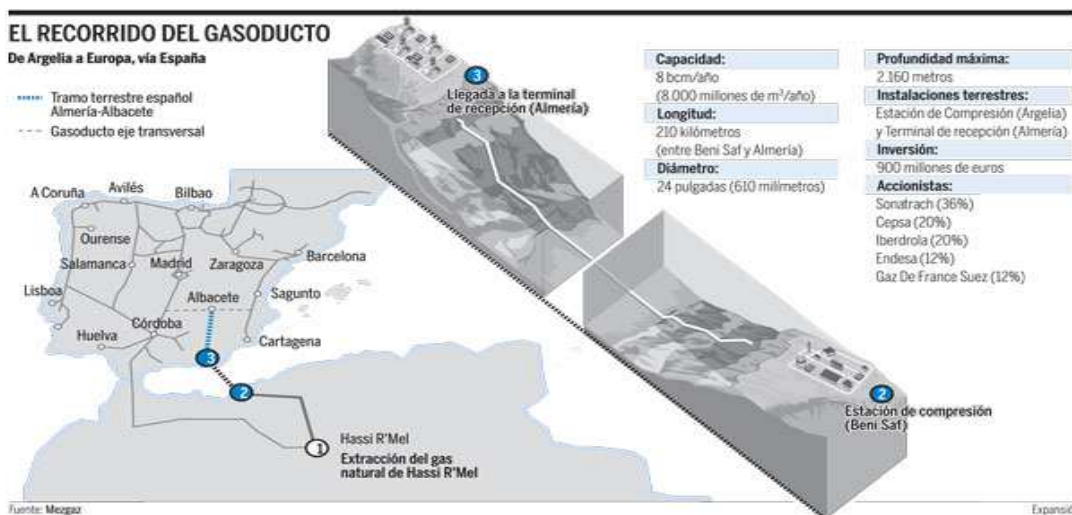 EL RECORRIDO DEL GASODUCTO
De Argelia a Europa, vía España
Tramo terrestre español
Almería-Albacete
Gasoducto eje transversal
A Coruña
Avilés
Bilbao
Ourense
Salamanca
Madrid
Zaragoza
Barcelona
Lisboa
Albacete
Sagunto
Huelva
Córdoba
Cartagena
3
2
1
Hassi R'Mel
Extracción del gas
natural de Hassi R'Mel
3
Llegada a la terminal
de recepción (Almería)
2
Estación de compresión
(Beni Saf)
Capacidad:
8 bcm/año
(8.000 millones de m³/año)
Longitud:
210 kilómetros
(entre Beni Saf y Almería)
Diámetro:
24 pulgadas (610 milímetros)
Profundidad máxima:
2.160 metros
Instalaciones terrestres:
Estación de Compresión (Argelia)
y Terminal de recepción (Almería)
Inversión:
900 millones de euros
Accionistas:
Sonatrach (36%)
Cepsa (20%)
Iberdrola (20%)
Endesa (12%)
Gaz De France Suez (12%)
Fuente: Mezgaz
Expansió